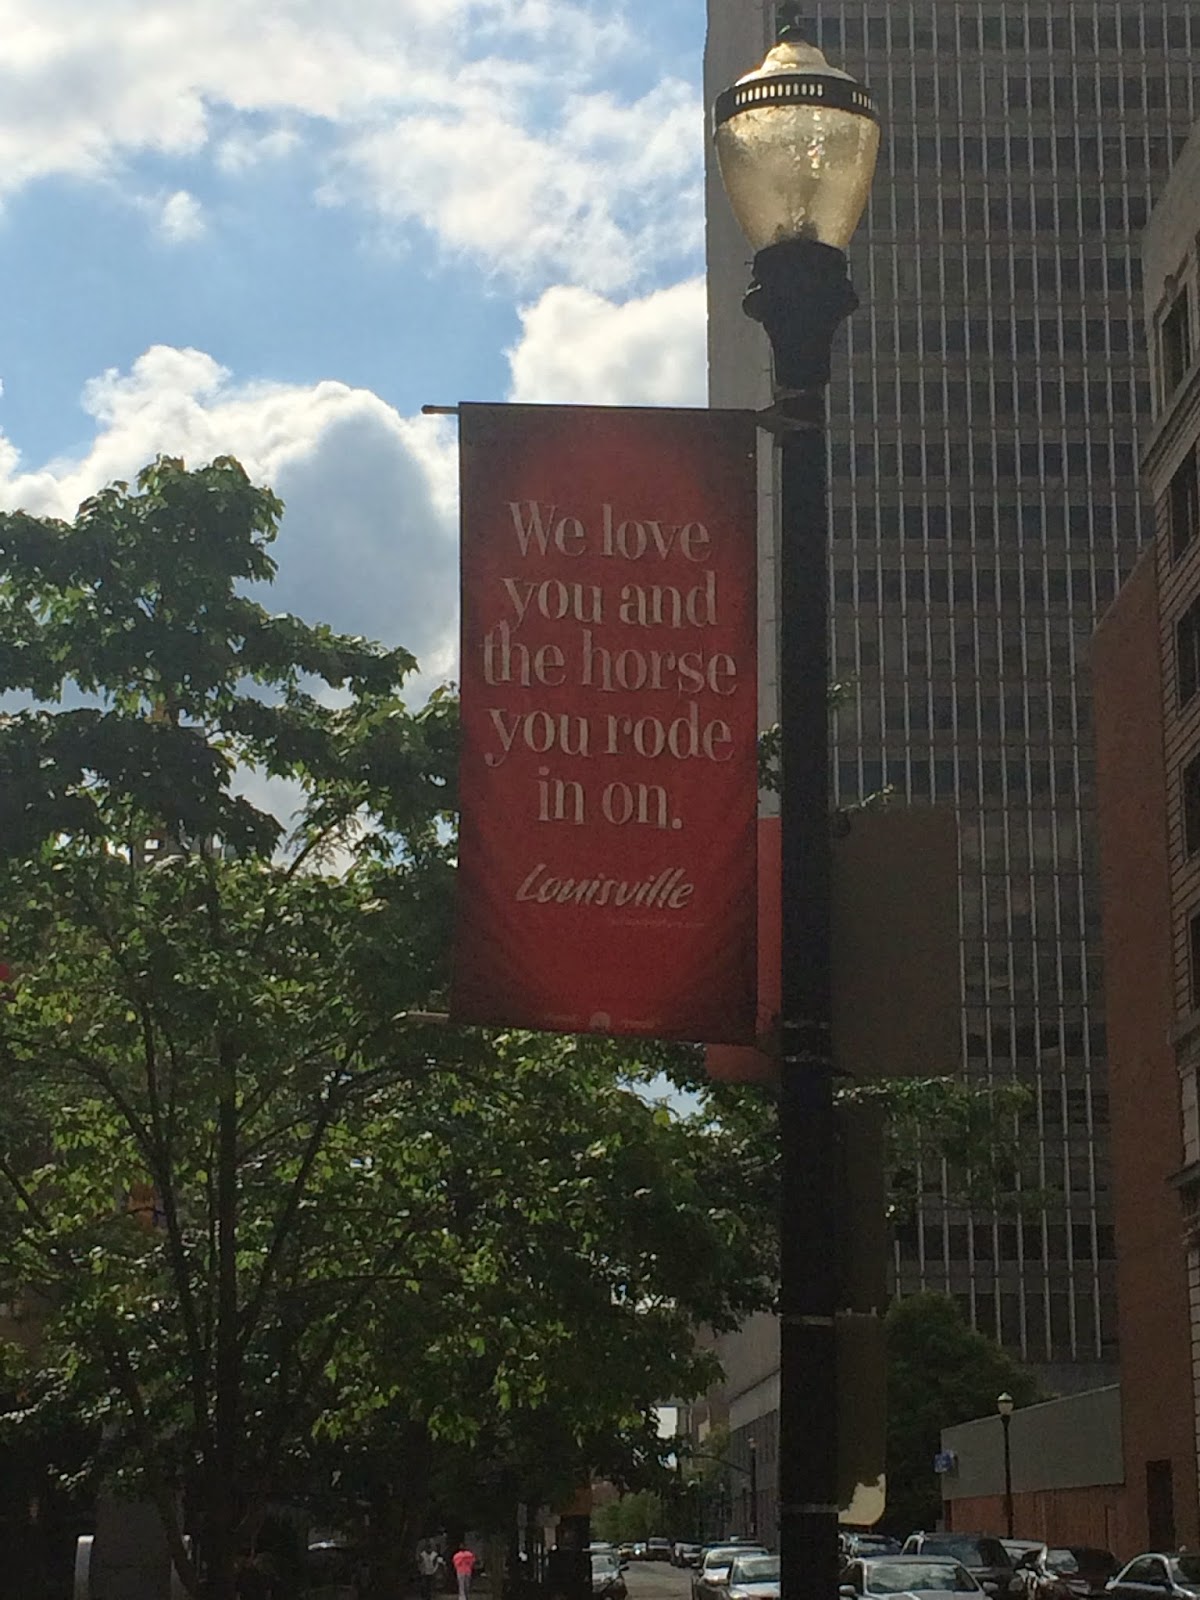 We love
you and
the horse
you rode
in on.
Louisville